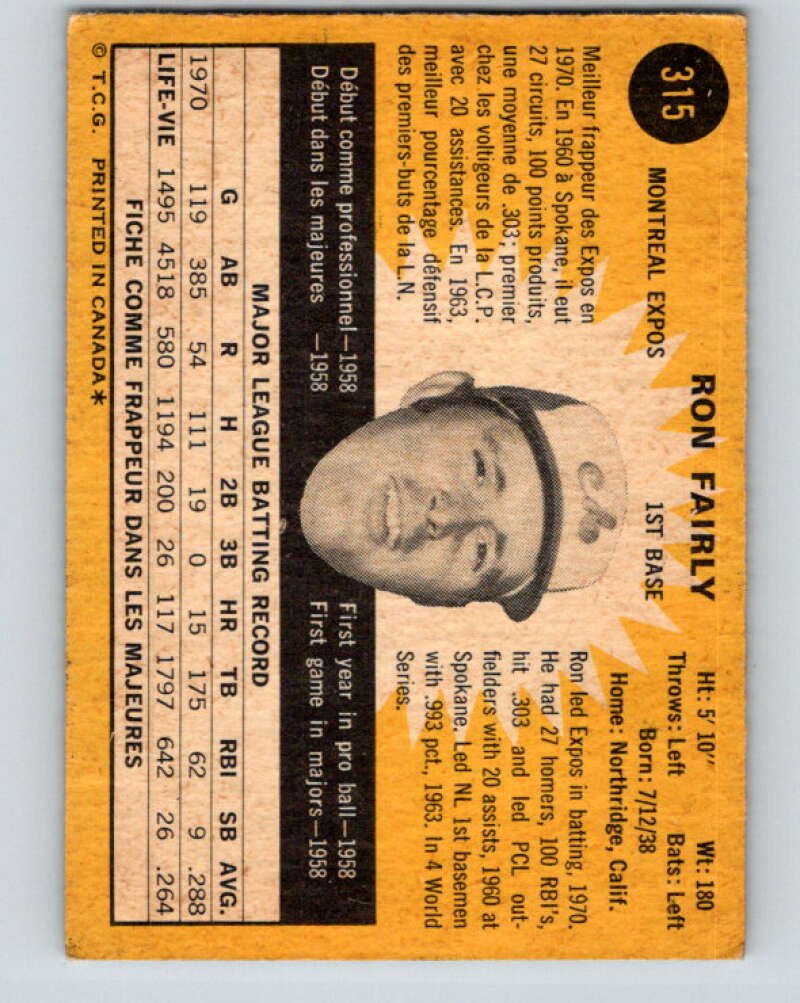 315
RON FAIRLY
MONTREAL EXPOS 1ST BASE
Ht: 5' 10" Wt: 180
Throws: Left Bats: Left
Born: 7/12/38
Home: Northridge, Calif.
Meilleur frappeur des Expos en
1970. En 1960 à Spokane, il eut
27 circuits, 100 points produits,
une moyenne de .303; premier
chez les voltigeurs de la L.C.P.
avec 20 assistances. En 1963,
meilleur pourcentage défensif
des premiers-buts de la L.N.
Ron led Expos in batting, 1970.
He had 27 homers, 100 RBI's,
hit .303 and led PCL out-
fielders with 20 assists, 1960 at
Spokane. Led NL 1st basemen
with .993 pct., 1963. In 4 World
Series.
Début comme professionnel—1958
Début dans les majeures —1958
First year in pro ball—1958
First game in majors—1958
MAJOR LEAGUE BATTING RECORD
G AB R H 2B 3B HR TB RBI SB AVG.
1970 119 385 54 111 19 0 15 175 62 9 .288
LIFE-VIE 1495 4518 580 1194 200 26 117 1797 642 26 .264
FICHE COMME FRAPPEUR DANS LES MAJEURES
© T.C.G. PRINTED IN CANADA *